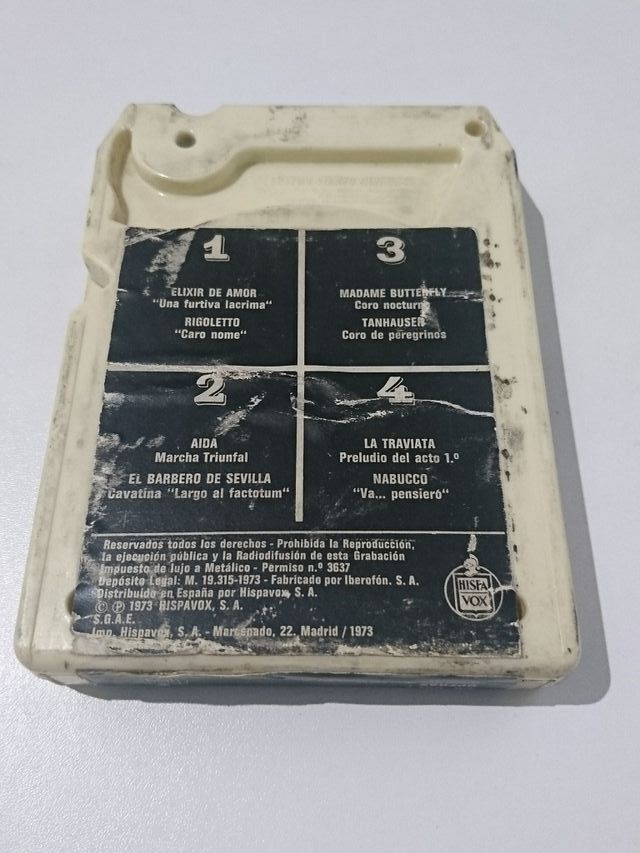 1
ELIXIR DE AMOR
"Una furtiva lacrima"
RIGOLETTO
"Caro nome"
3
MADAME BUTTERFLY
Coro nocturno
TANHAUSER
Coro de peregrinos
2
AIDA
Marcha Triunfal
EL BARBERO DE SEVILLA
Cavatina "Largo al factotum"
4
LA TRAVIATA
Preludio del acto 1.º
NABUCCO
"Va... pensieró"
Reservados todos los derechos - Prohibida la Reproducción,
la ejecución pública y la Radiodifusión de esta Grabación
Impuesto de lujo a Metálico - Permiso n.º 3637
Depósito Legal: M. 19.315-1973 - Fabricado por Iberofón. S. A.
Distribuido en España por Hispavox, S. A.
© ℗ 1973 HISPAVOX, S. A.
S.G.A.E.
Imp. Hispavox, S. A. - Marcenado, 22. Madrid / 1973
HISPA
VOX